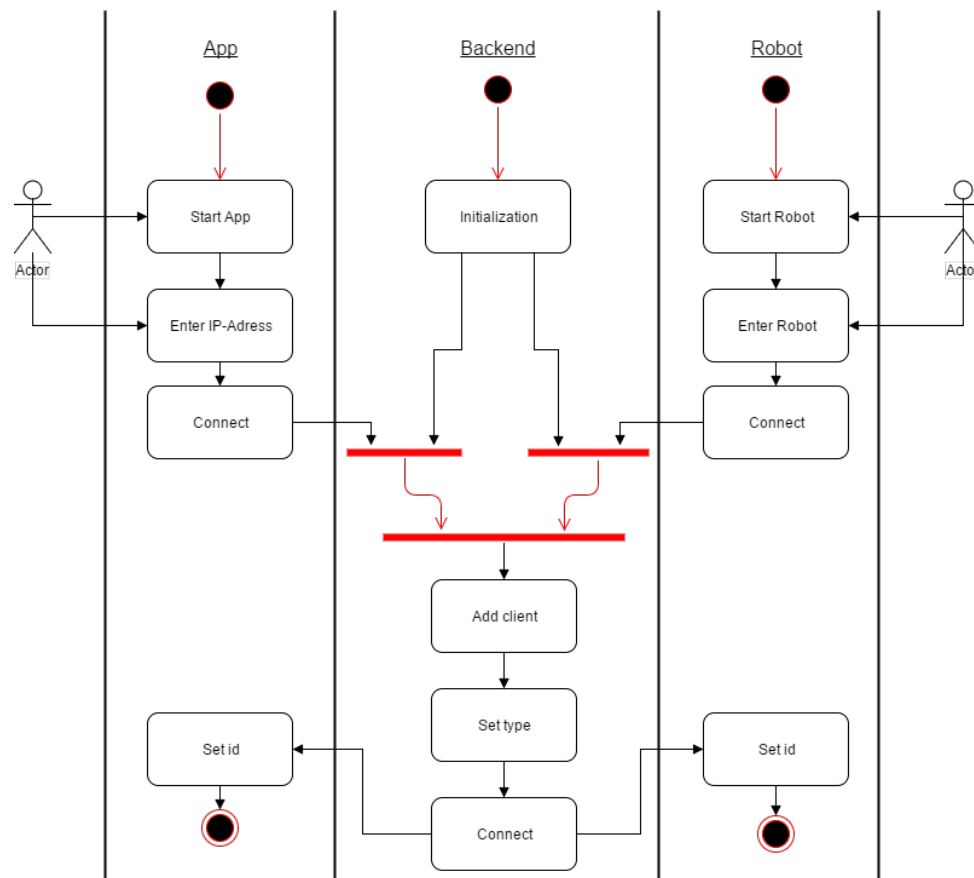 App
Backend
Robot
Start App
Initialization
Start Robot
Actor
Actor
Enter IP-Adress
Enter Robot
Connect
Connect
Add client
Set type
Set id
Set id
Connect